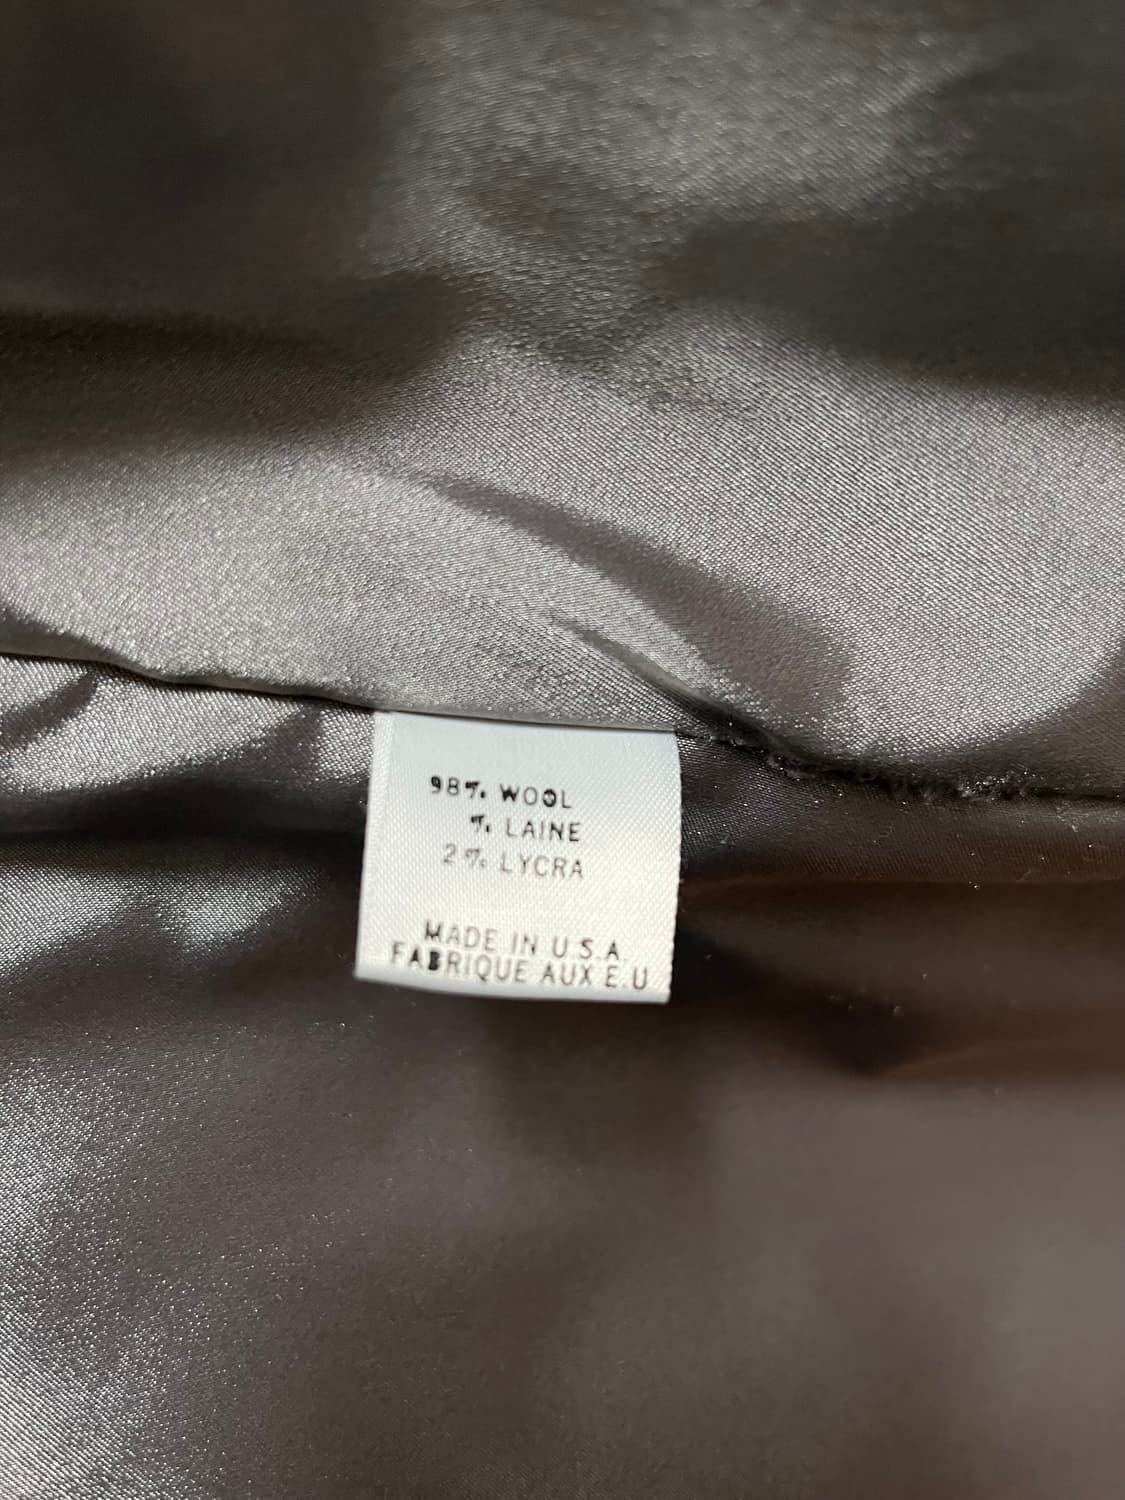 98% WOOL
% LAINE
2% LYCRA
MADE IN U.S.A.
FABRIQUE AUX E.U